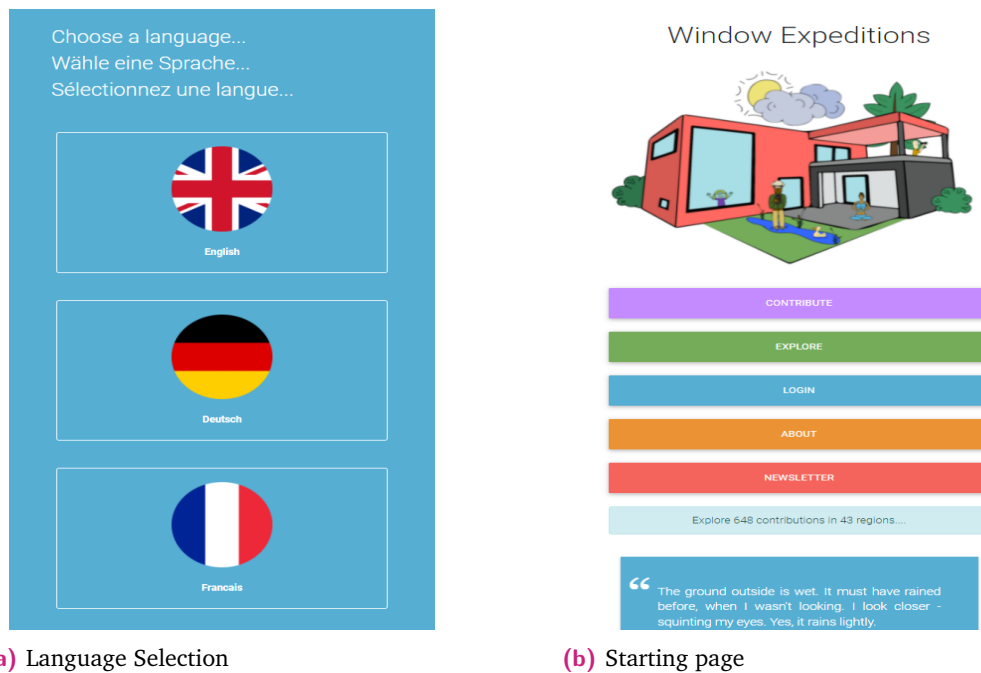 Choose a language...
Wähle eine Sprache...
Sélectionnez une langue...
English
Deutsch
Francais
a) Language Selection
Window Expeditions
CONTRIBUTE
EXPLORE
LOGIN
ABOUT
NEWSLETTER
Explore 648 contributions in 43 regions....
“ The ground outside is wet. It must have rained
before, when I wasn't looking. I look closer -
squinting my eyes. Yes, it rains lightly.
(b) Starting page